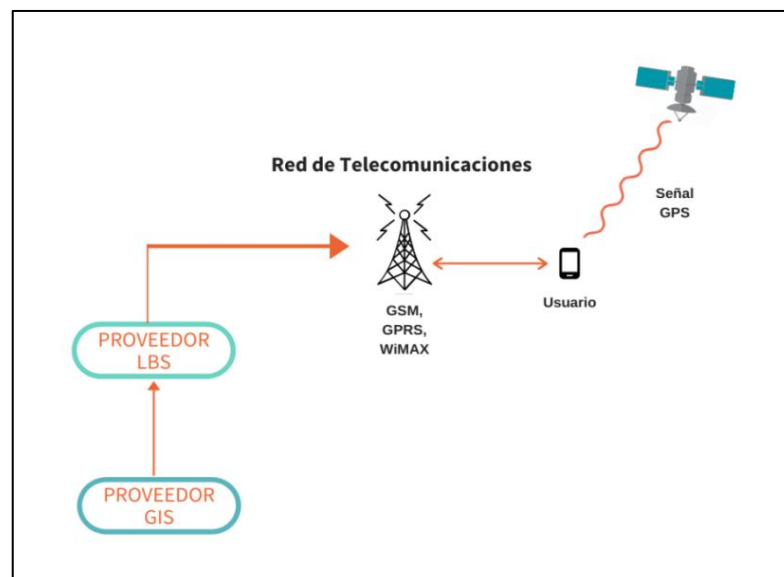 Red de Telecomunicaciones
Señal
GPS
Usuario
GSM,
GPRS,
WiMAX
PROVEEDOR
LBS
PROVEEDOR
GIS